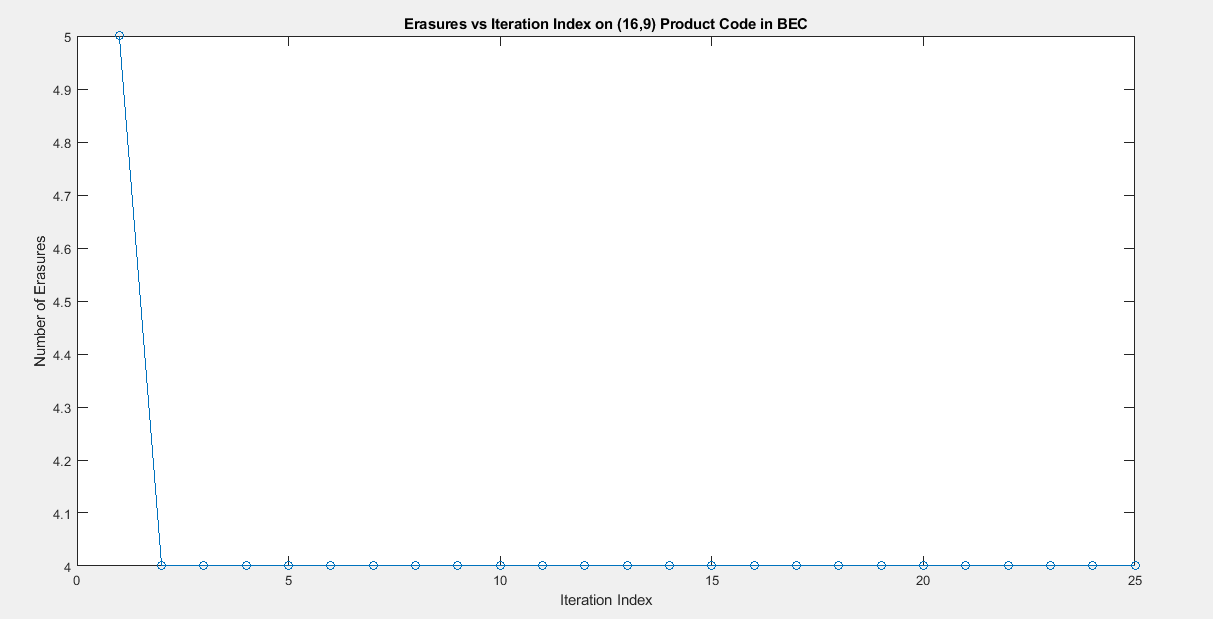 Erasures vs Iteration Index on (16,9) Product Code in BEC
5
4.9
4.8
4.7
4.6
4.5
4.4
4.3
4.2
4.1
4
Number of Erasures
0 5 10 15 20 25
Iteration Index